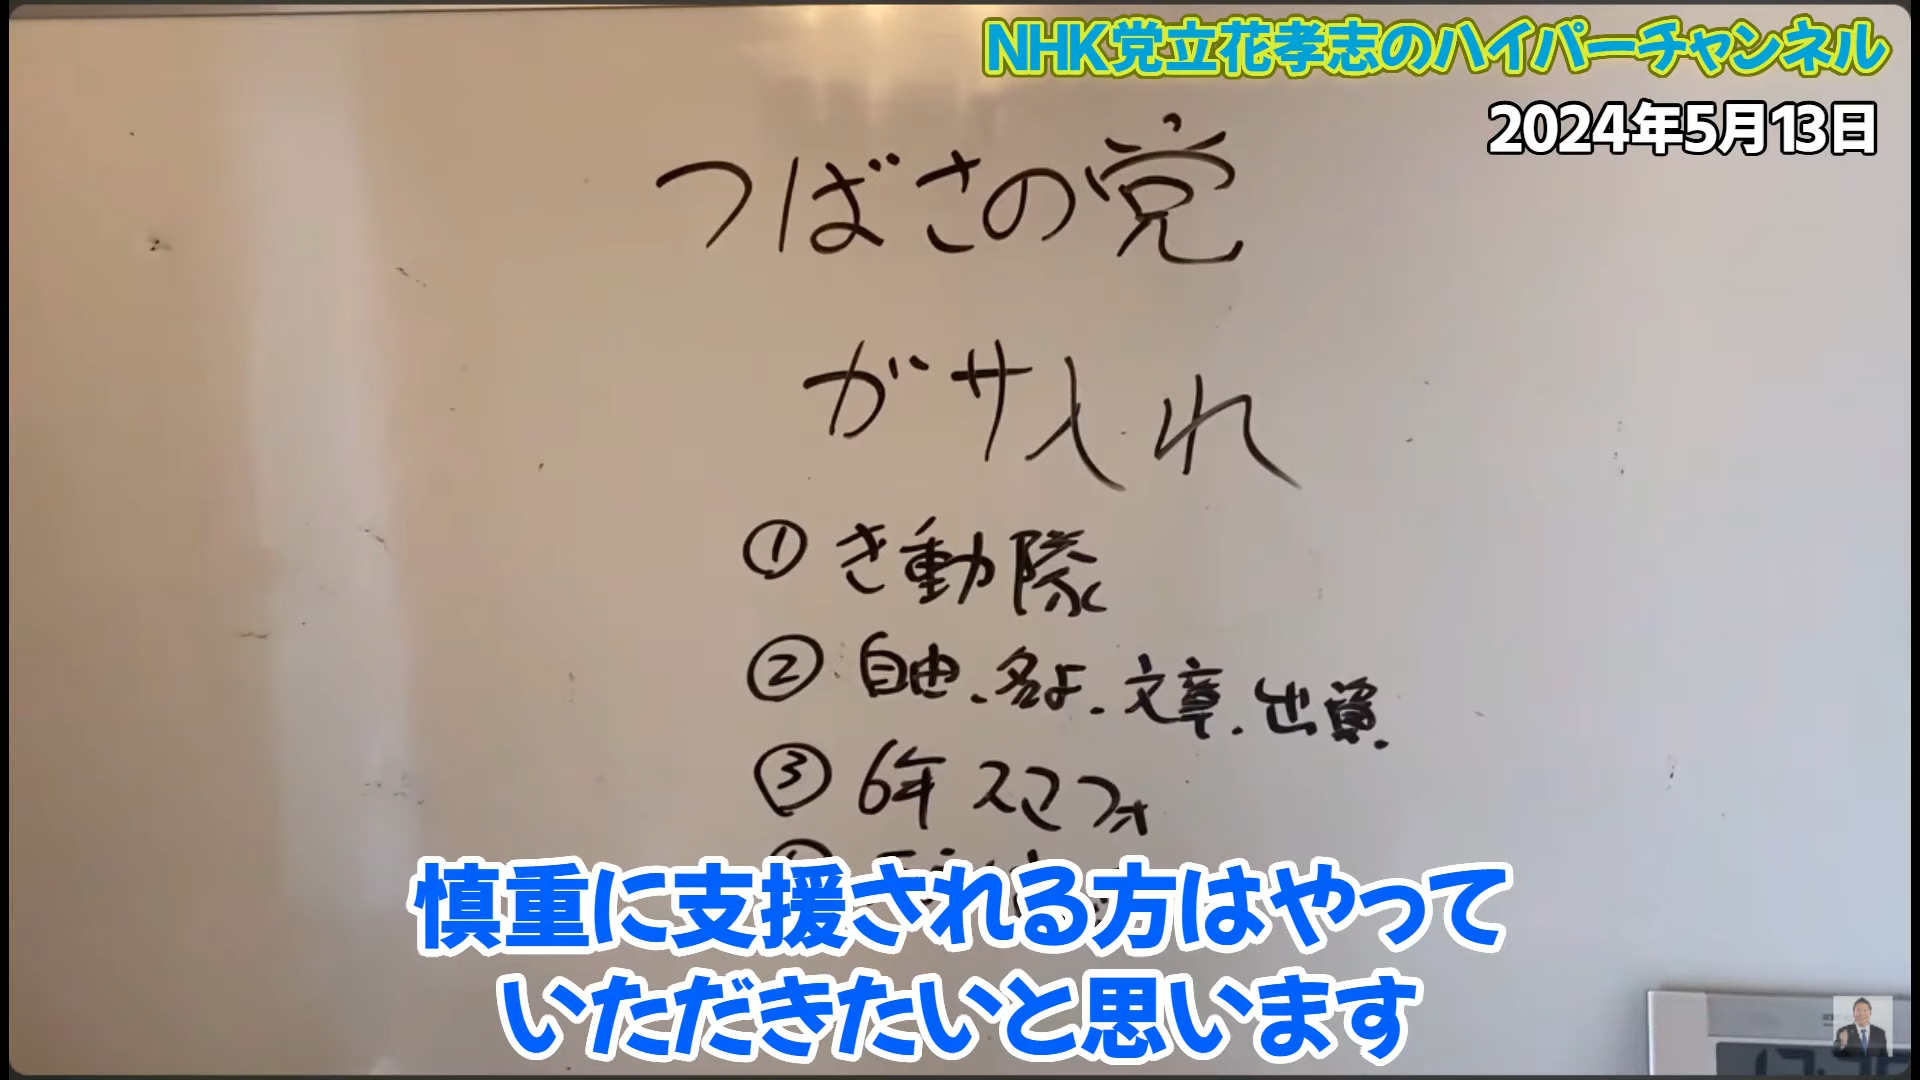 NHK党立花孝志のハイパーチャンネル
2024年5月13日
つばさの党
ガサ入れ
① き動隊
② 自由、名よ、文章、出資、
③ 6年 スマフォ
慎重に支援される方はやって
いただきたいと思います